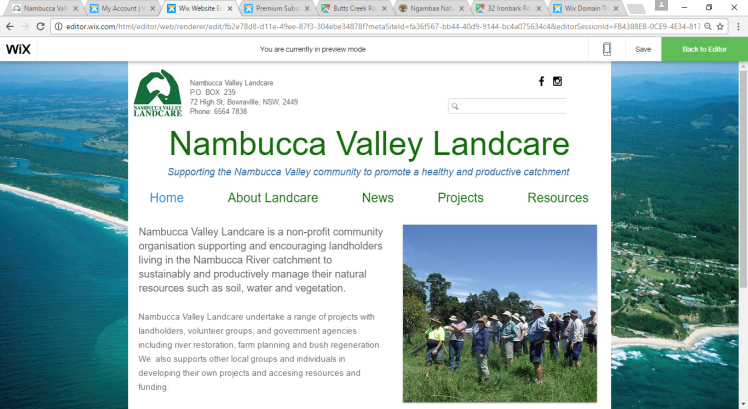 Nambucca Vall
My Account | W
Wix Website Ed
Premium Subs
Butts Creek Ro
Ngambaa Natu
32 Ironbark Ro
Wix Domain Tr
editor.wix.com/html/editor/web/renderer/edit/fb2e78d8-d11e-49ee-87f3-304ebe34878f?metaSiteId=fa36f567-bb44-40d9-9144-bc4a075634c4&editorSessionId=FB4388EB-0CE9-4E34-817
WiX
You are currently in preview mode
Save
Back to Editor
NAMBUCCA VALLEY
LANDCARE
Nambucca Valley Landcare
P.O. BOX 239
72 High St, Bowraville, NSW, 2449
Phone: 6564 7838
f
Nambucca Valley Landcare
Supporting the Nambucca Valley community to promote a healthy and productive catchment
Home
About Landcare
News
Projects
Resources
Nambucca Valley Landcare is a non-profit community
organisation supporting and encouraging landholders
living in the Nambucca River catchment to
sustainably and productively manage their natural
resources such as soil, water and vegetation.
Nambucca Valley Landcare undertake a range of projects with
landholders, volunteer groups, and government agencies
including river restoration, farm planning and bush regeneration.
We also supports other local groups and individuals in
developing their own projects and accesing resources and
funding.